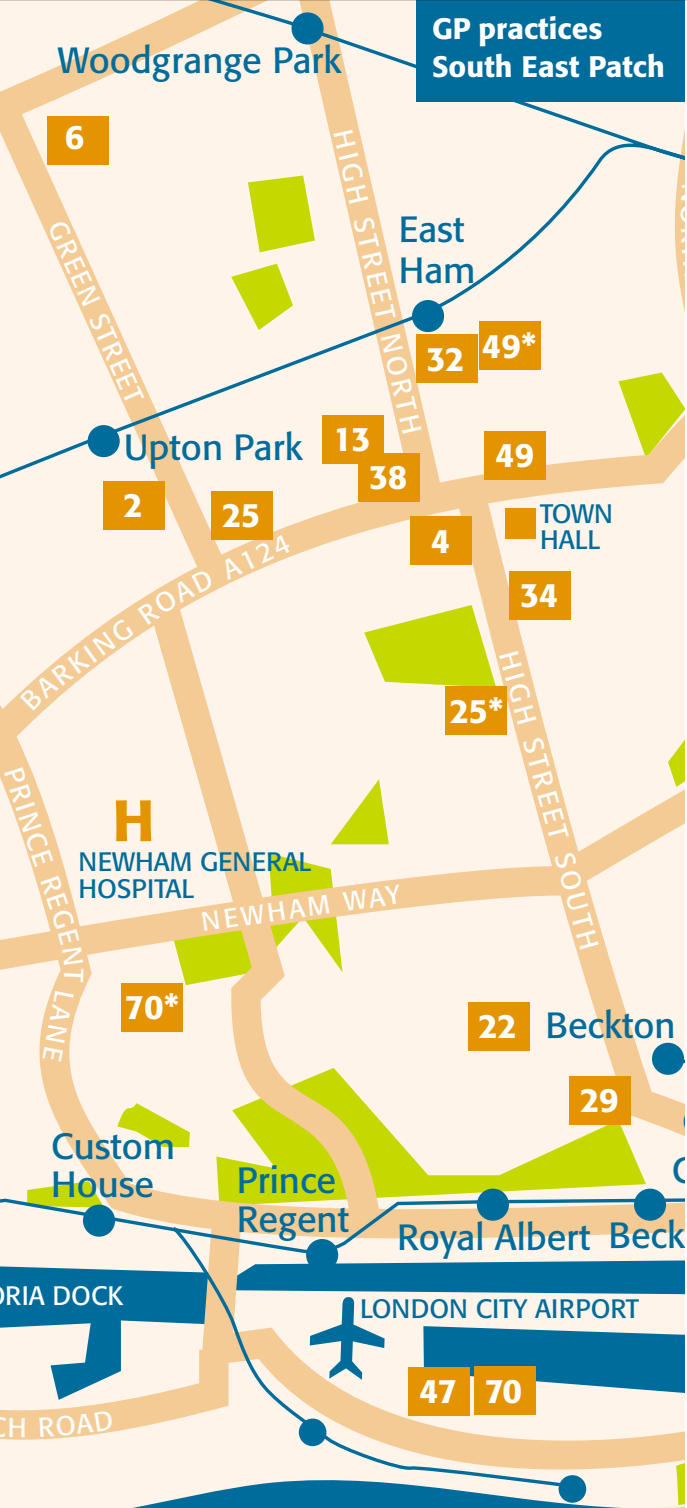 GP practices
South East Patch
Woodgrange Park
6
HIGH STREET NORTH
GREEN STREET
East
Ham
32
49*
13
38
49
Upton Park
2
25
4
TOWN
HALL
BARKING ROAD A124
34
25*
HIGH STREET SOUTH
PRINCE REGENT LANE
H
NEWHAM GENERAL
HOSPITAL
NEWHAM WAY
70*
22
Beckton
29
Custom
House
Prince
Regent
Royal Albert
Beck
ORIA DOCK
LONDON CITY AIRPORT
47
70
CH ROAD